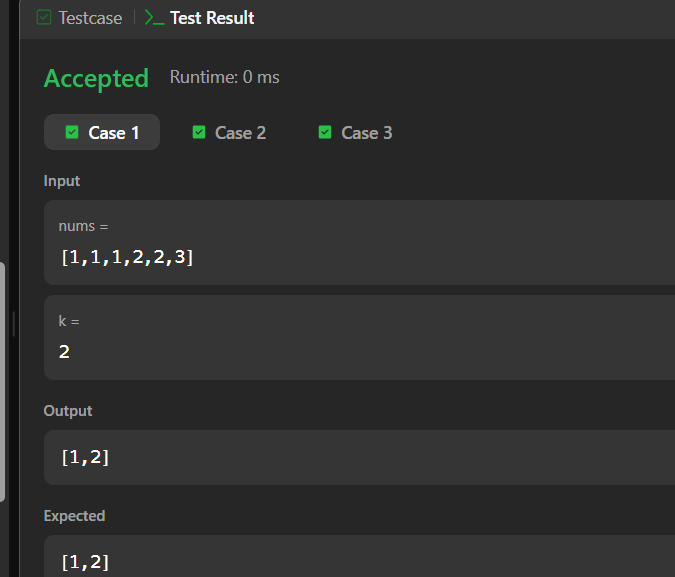 Testcase
Test Result
Accepted
Runtime: 0 ms
Case 1
Case 2
Case 3
Input
nums =
[1,1,1,2,2,3]
k =
2
Output
[1,2]
Expected
[1,2]